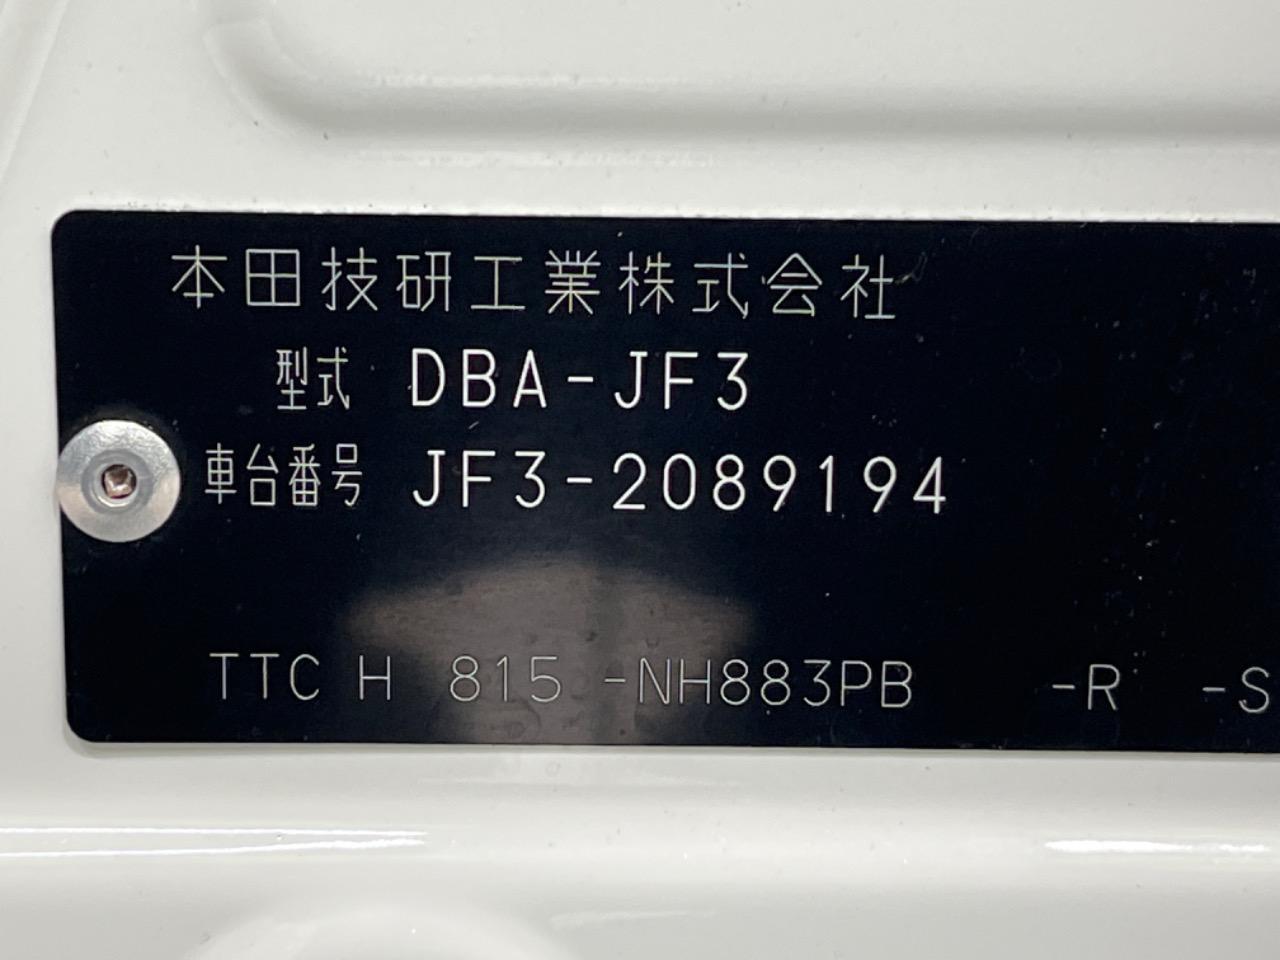 本田技研工業株式会社
型式 DBA-JF3
車台番号 JF3-2089194
TTC H 815 -NH883PB -R -S